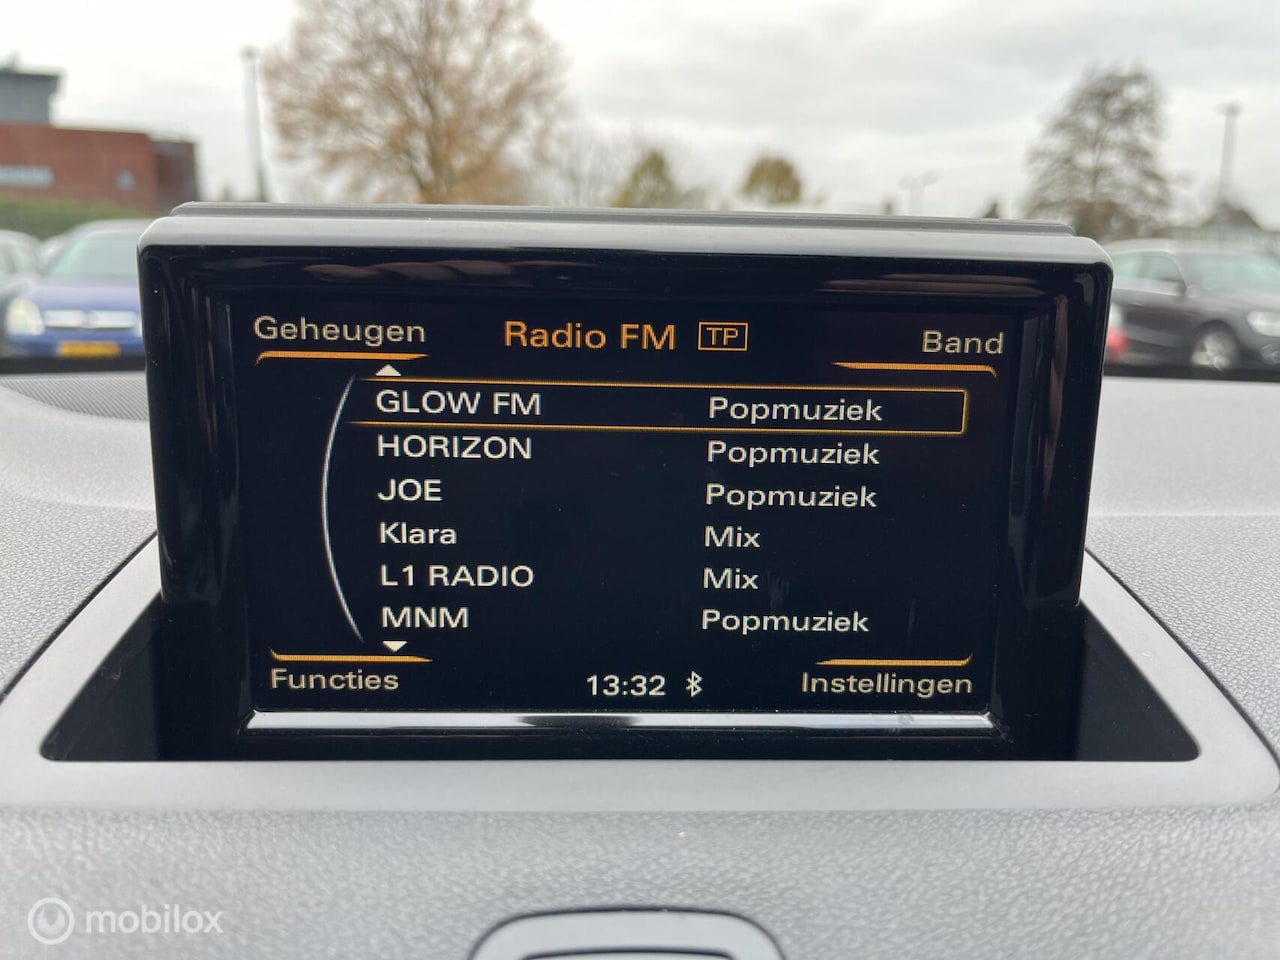 Geheugen Radio FM TP Band
GLOW FM Popmuziek
HORIZON Popmuziek
JOE Popmuziek
Klara Mix
L1 RADIO Mix
MNM Popmuziek
Functies 13:32 Instellingen
mobilox